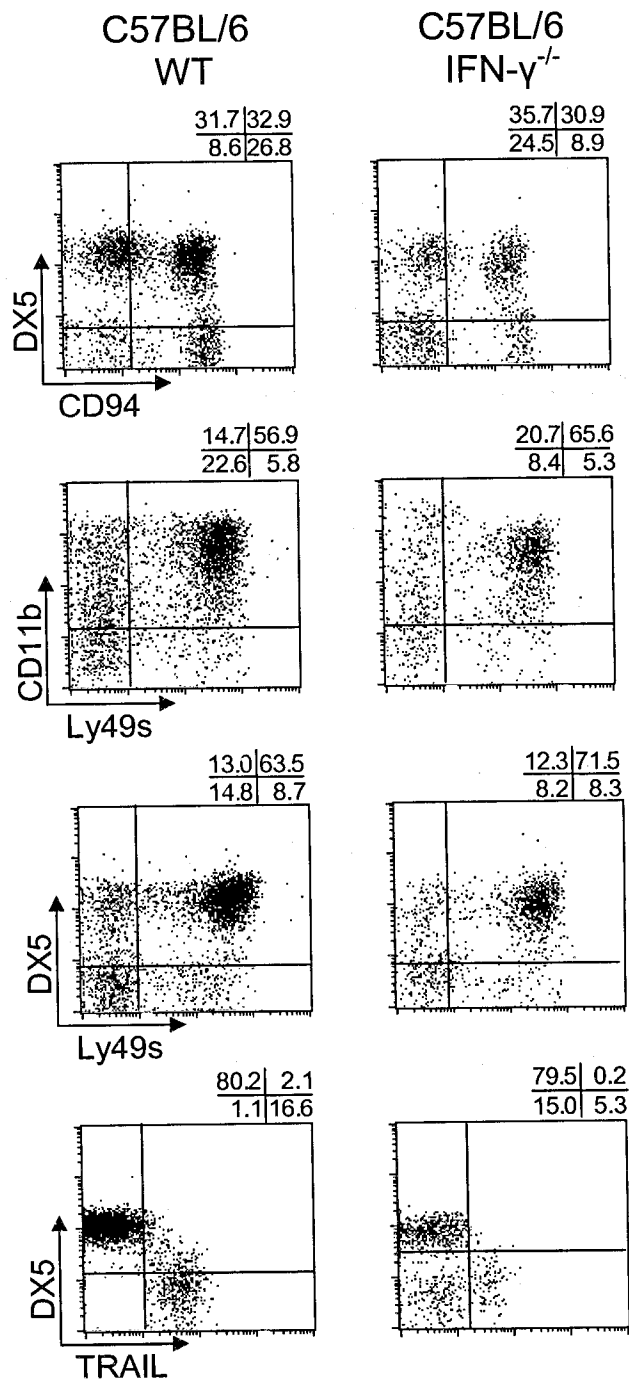 C57BL/6 WT
C57BL/6 IFN-γ-/-
31.7 32.9
8.6 26.8
35.7 30.9
24.5 8.9
DX5
CD94
14.7 56.9
22.6 5.8
20.7 65.6
8.4 5.3
CD11b
Ly49s
13.0 63.5
14.8 8.7
12.3 71.5
8.2 8.3
DX5
Ly49s
80.2 2.1
1.1 16.6
79.5 0.2
15.0 5.3
DX5
TRAIL